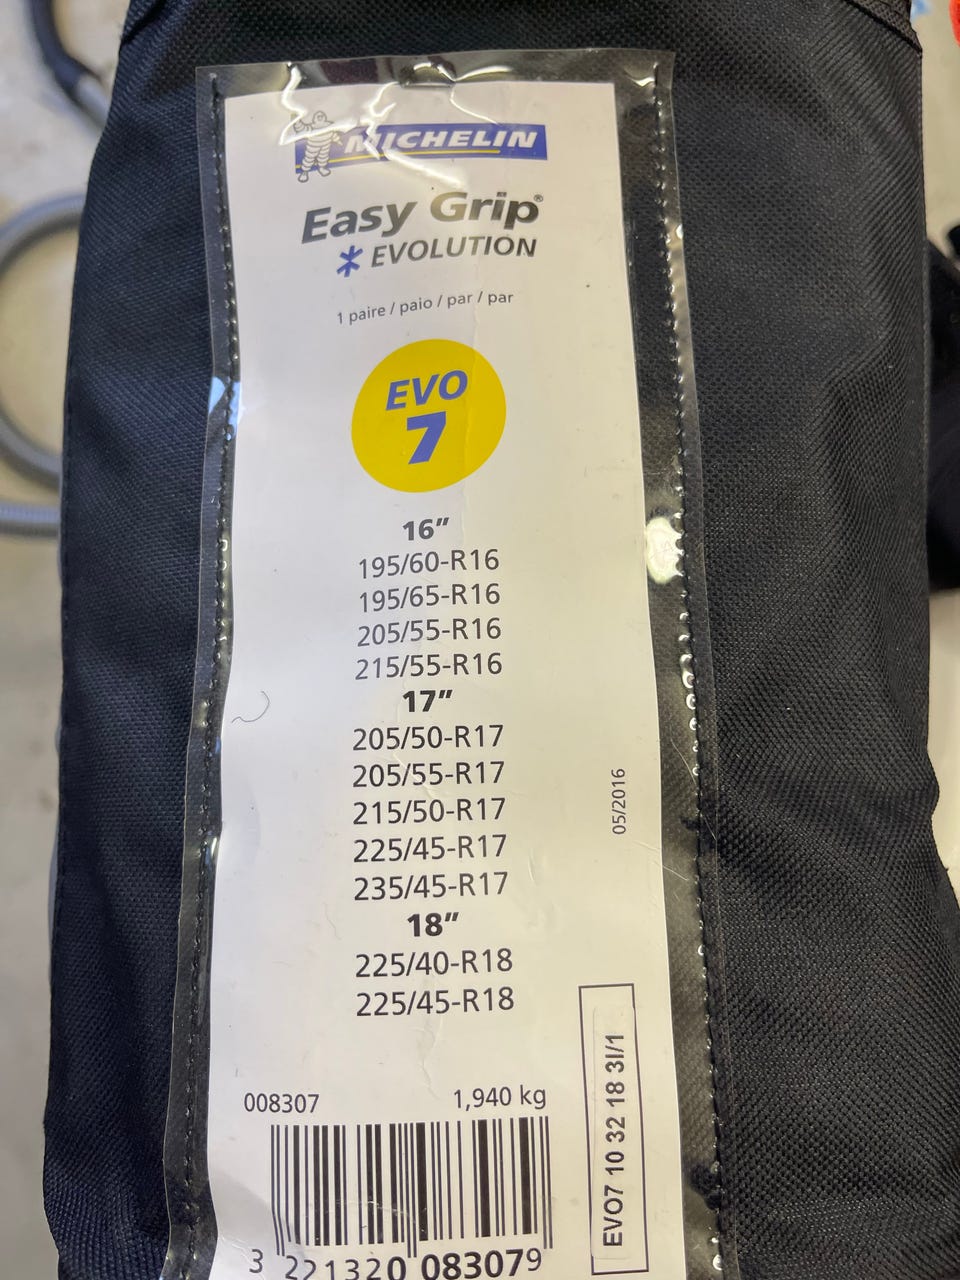 MICHELIN
Easy Grip®
* EVOLUTION
1 paire / paio / par / par
EVO
7
16"
195/60-R16
195/65-R16
205/55-R16
215/55-R16
17"
205/50-R17
205/55-R17
215/50-R17
225/45-R17
235/45-R17
18"
225/40-R18
225/45-R18
05/2016
008307
1,940 kg
EVO7 10 32 18 3I/1
3 221320 083079